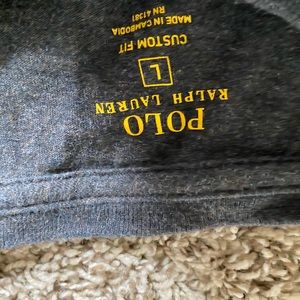 POLO
RALPH LAUREN
L
CUSTOM FIT
MADE IN CAMBODIA
RN 41381